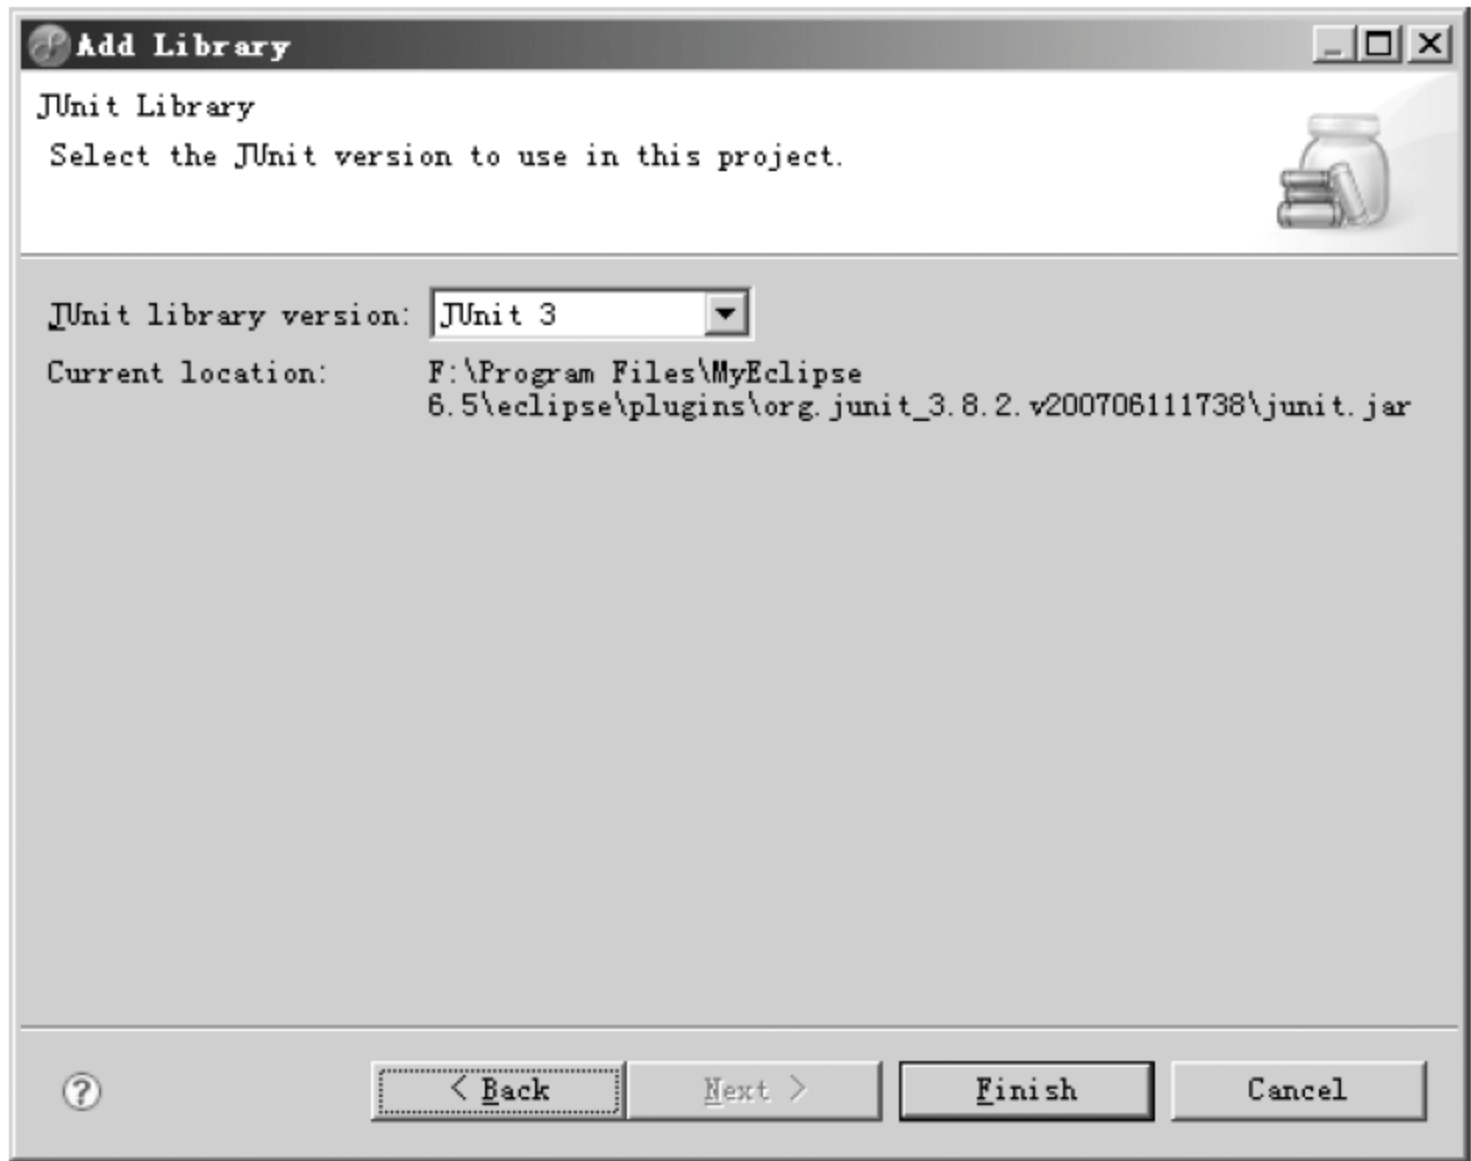 Add Library
JUnit Library
Select the JUnit version to use in this project.
JUnit library version: JUnit 3
Current location: F:\Program Files\MyEclipse
6.5\eclipse\plugins\org.junit_3.8.2.v200706111738\junit.jar
? < Back Next > Finish Cancel